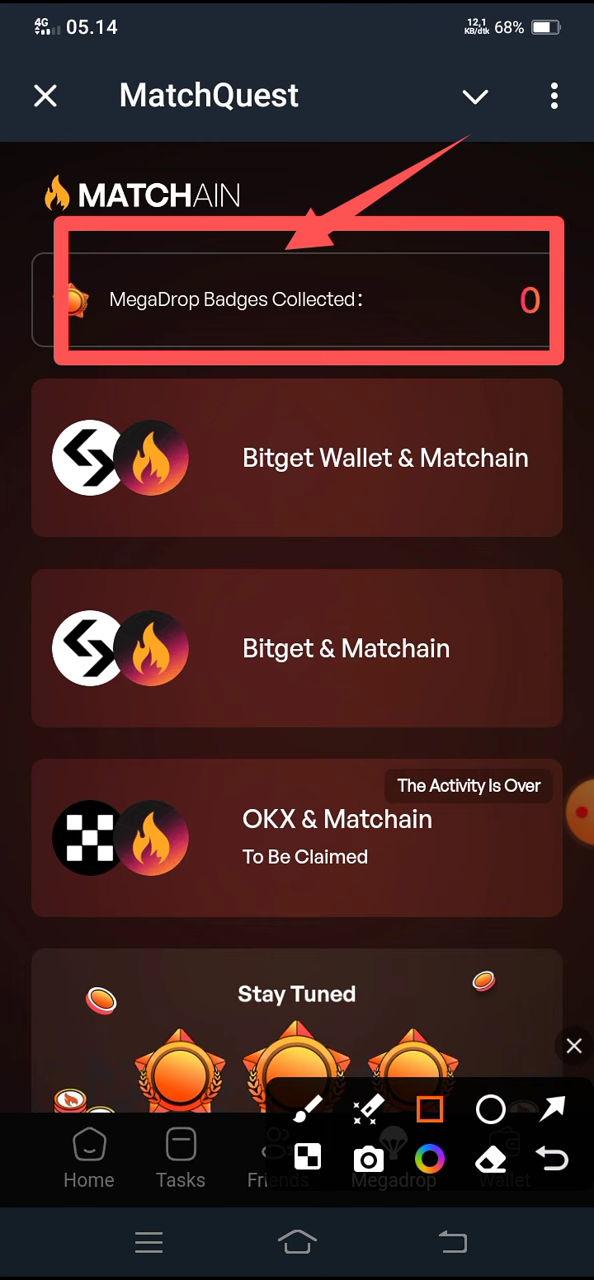 4G 05.14
12,1 KB/dtk 68%
MatchQuest
MATCHAIN
MegaDrop Badges Collected: 0
Bitget Wallet & Matchain
Bitget & Matchain
The Activity Is Over
OKX & Matchain
To Be Claimed
Stay Tuned
Home Tasks Friends Megadrop Wallet